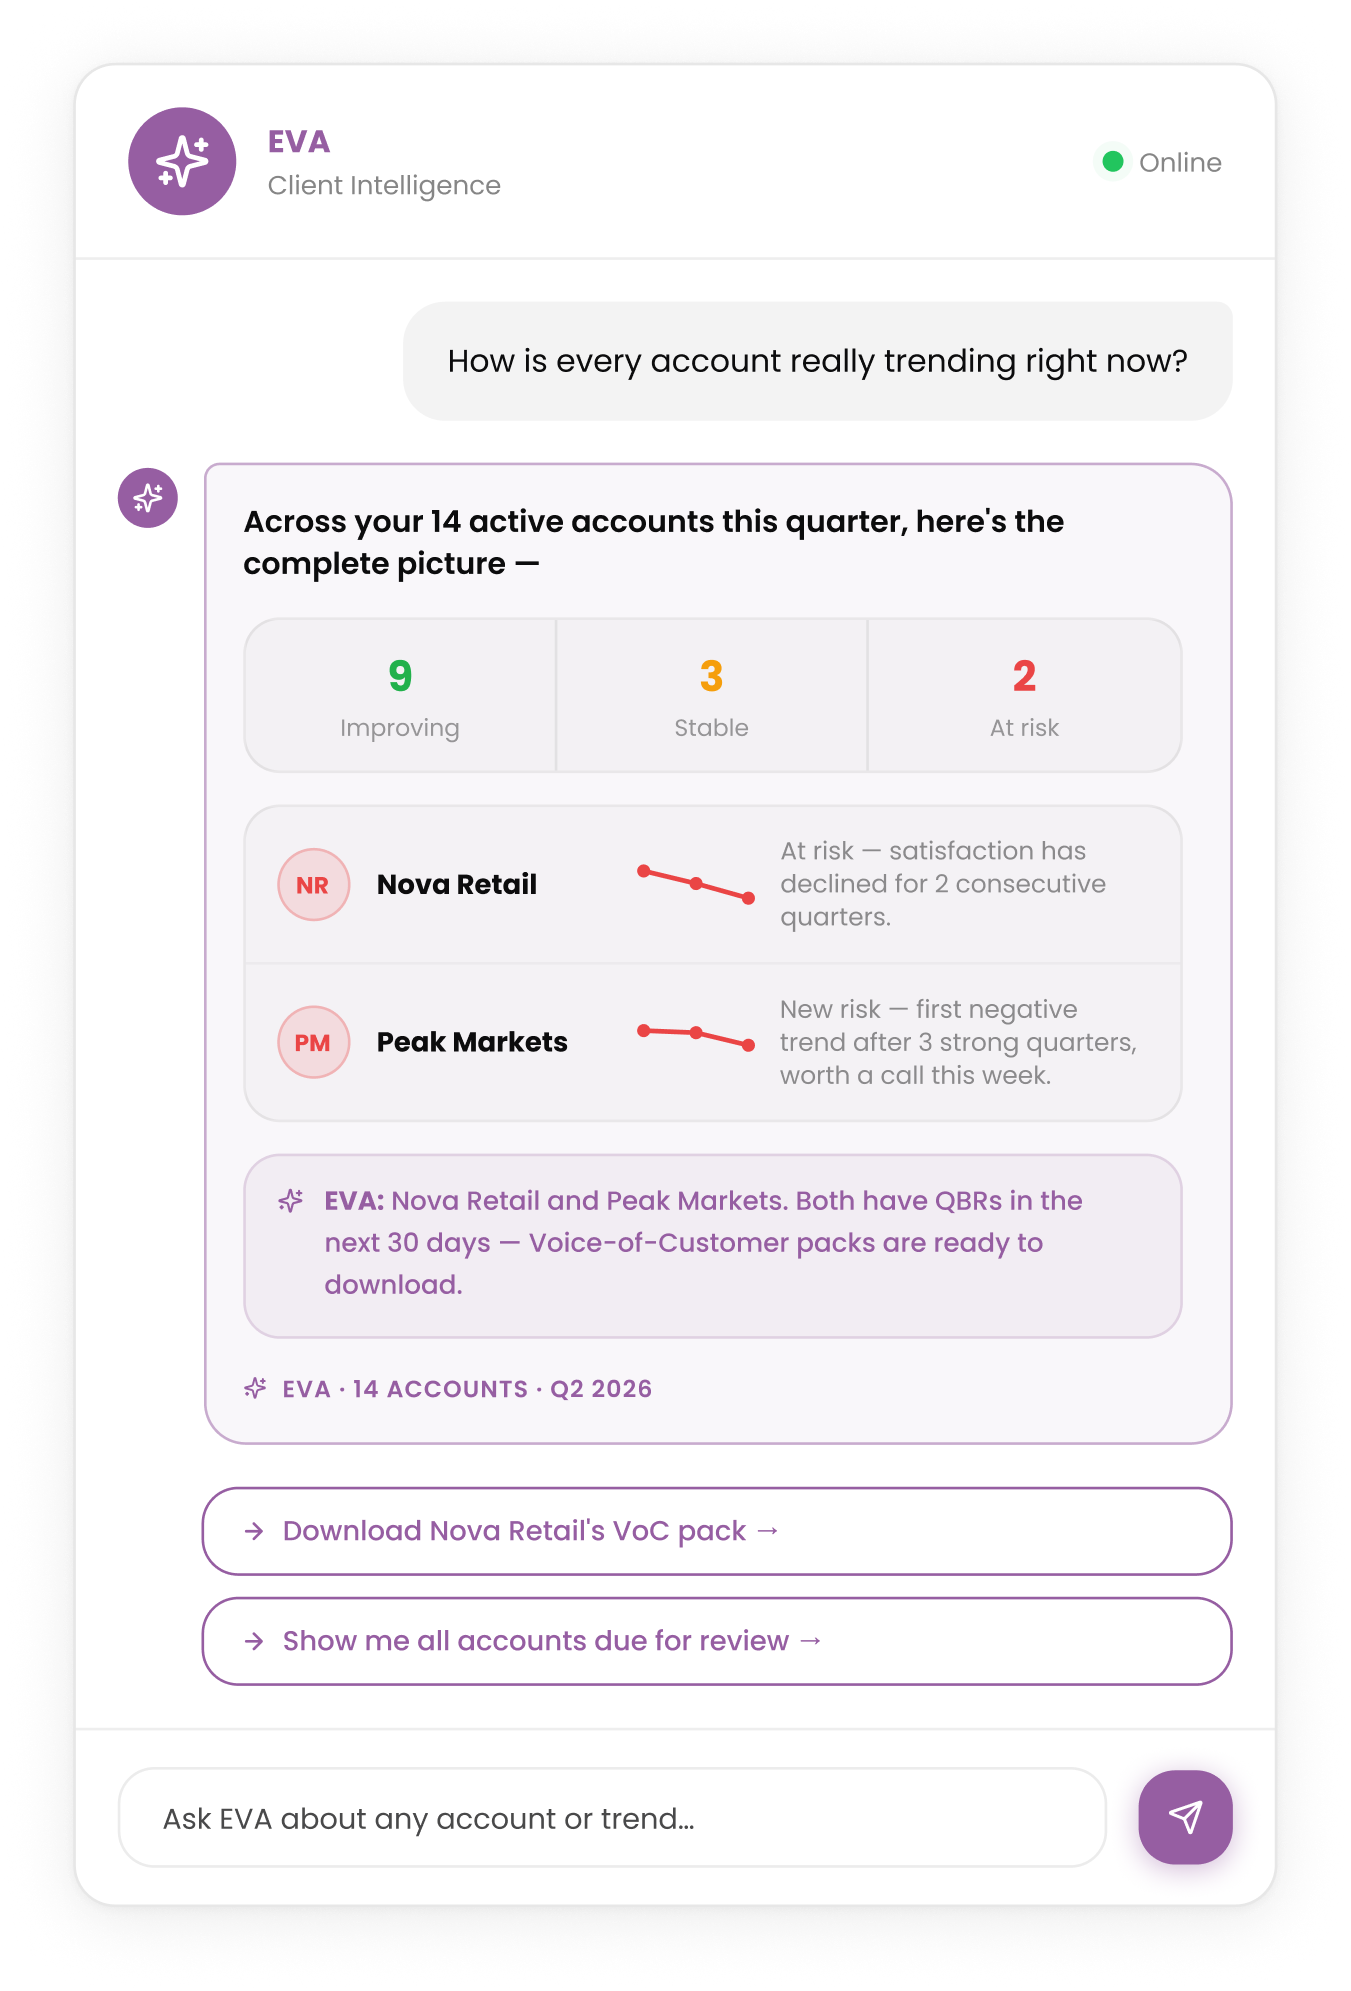 EVA
Client Intelligence
Online
How is every account really trending right now?
Across your 14 active accounts this quarter, here's the
complete picture —
9
Improving
3
Stable
2
At risk
NR
Nova Retail
At risk — satisfaction has
declined for 2 consecutive
quarters.
PM
Peak Markets
New risk — first negative
trend after 3 strong quarters,
worth a call this week.
EVA: Nova Retail and Peak Markets. Both have QBRs in the
next 30 days — Voice-of-Customer packs are ready to
download.
EVA · 14 ACCOUNTS · Q2 2026
→ Download Nova Retail's VoC pack →
→ Show me all accounts due for review →
Ask EVA about any account or trend...